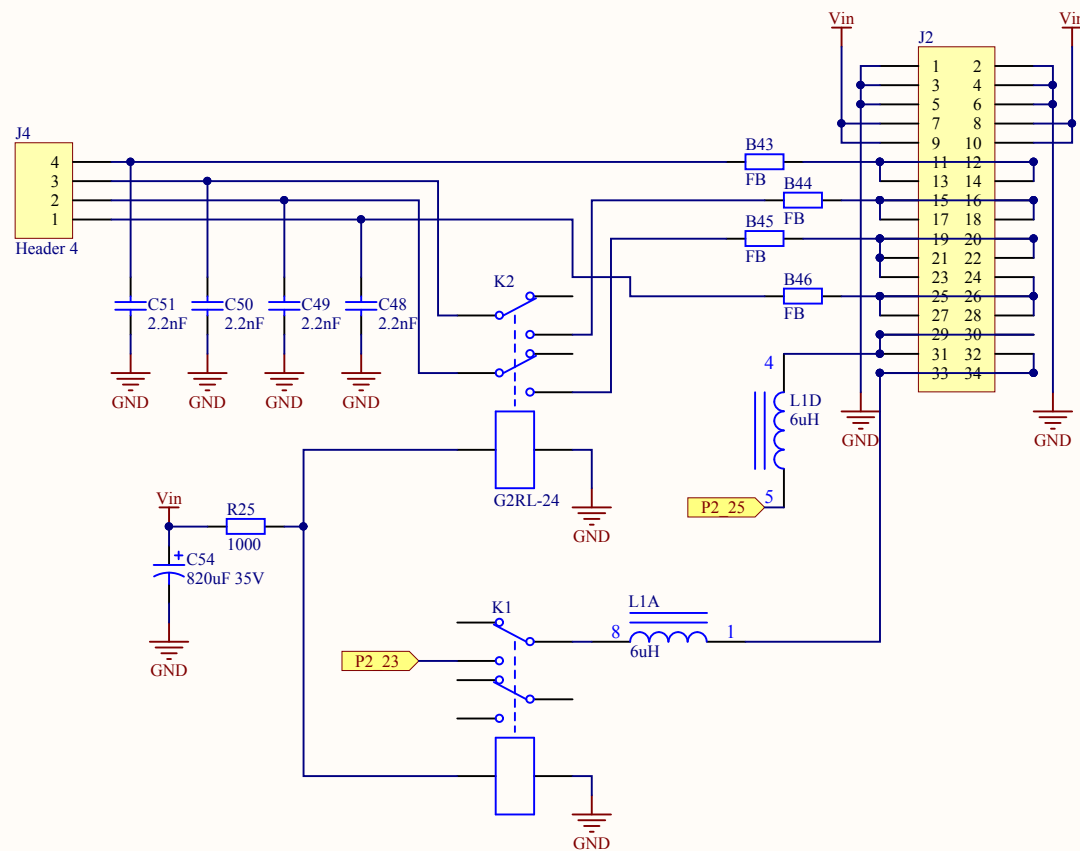 Vin
Vin
J2
1 2
3 4
5 6
7 8
9 10
11 12
13 14
15 16
17 18
19 20
21 22
23 24
25 26
27 28
29 30
31 32
33 34
GND
GND
J4
4
3
2
1
Header 4
B43
FB
B44
FB
B45
FB
B46
FB
C51
2.2nF
C50
2.2nF
C49
2.2nF
C48
2.2nF
GND
GND
GND
GND
K2
G2RL-24
GND
4
L1D
6uH
5
P2_25
Vin
R25
1000
C54
+
820uF 35V
GND
K1
P2_23
L1A
8
1
6uH
GND